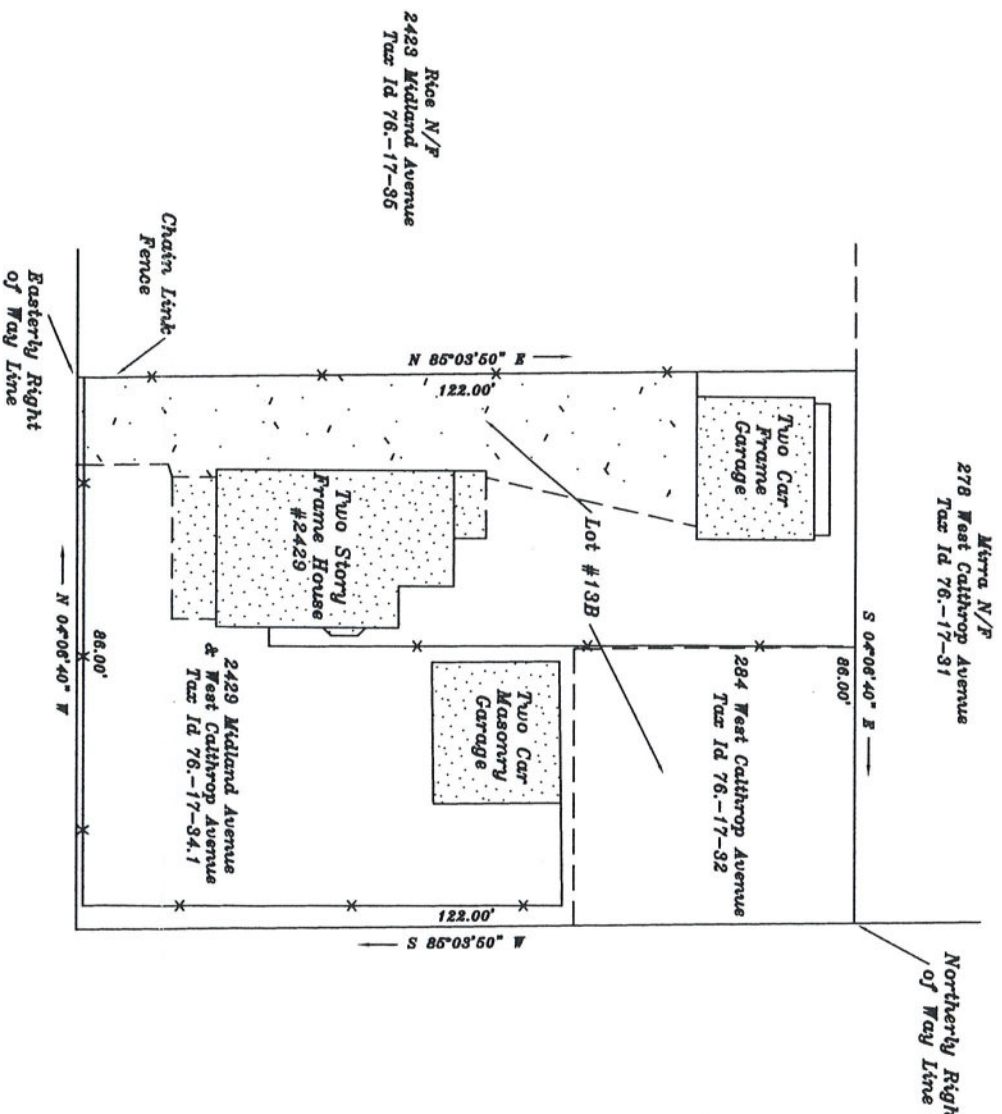 Rice N/F
2423 Midland Avenue
Tax Id 76.-17-35
Mirra N/F
278 West Calthrop Avenue
Tax Id 76.-17-31
Chain Link
Fence
Easterly Right
of Way Line
N 85°03'50" E
122.00'
Two Car
Frame
Garage
S 04°06'40" E
86.00'
Lot #13B
Two Story
Frame House
#2429
284 West Calthrop Avenue
Tax Id 76.-17-32
N 04°06'40" W
86.00'
Two Car
Masonry
Garage
2429 Midland Avenue
& West Calthrop Avenue
Tax Id 76.-17-34.1
122.00'
S 85°03'50" W
Northerly Righ
of Way Line